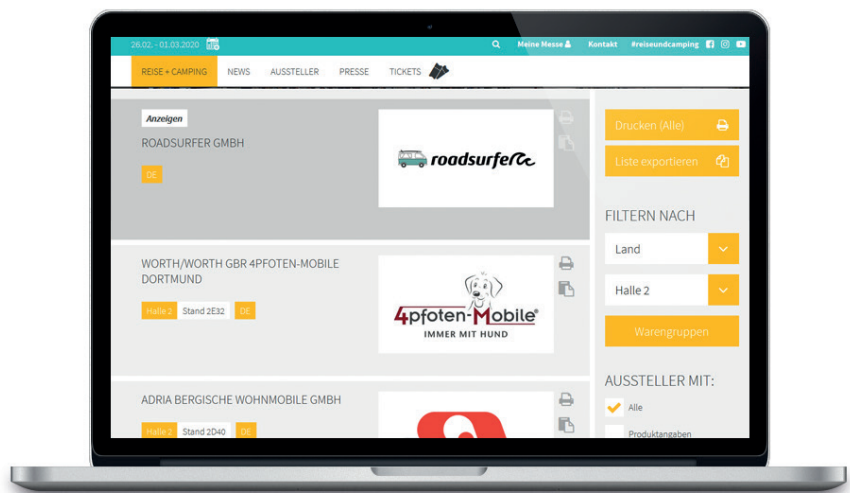 26.02. - 01.03.2020
Meine Messe
Kontakt
#reiseundcamping
REISE + CAMPING
NEWS
AUSSTELLER
PRESSE
TICKETS
Anzeigen
ROADSURFER GMBH
DE
roadsurfer
WORTH/WORTH GBR 4PFOTEN-MOBILE
DORTMUND
Halle 2
Stand 2E32
DE
4pfoten-Mobile®
IMMER MIT HUND
ADRIA BERGISCHE WOHNMOBILE GMBH
Halle 2
Stand 2D40
DE
Drucken (Alle)
Liste exportieren
FILTERN NACH
Land
Halle 2
Warengruppen
AUSSTELLER MIT:
Alle
Produktangaben